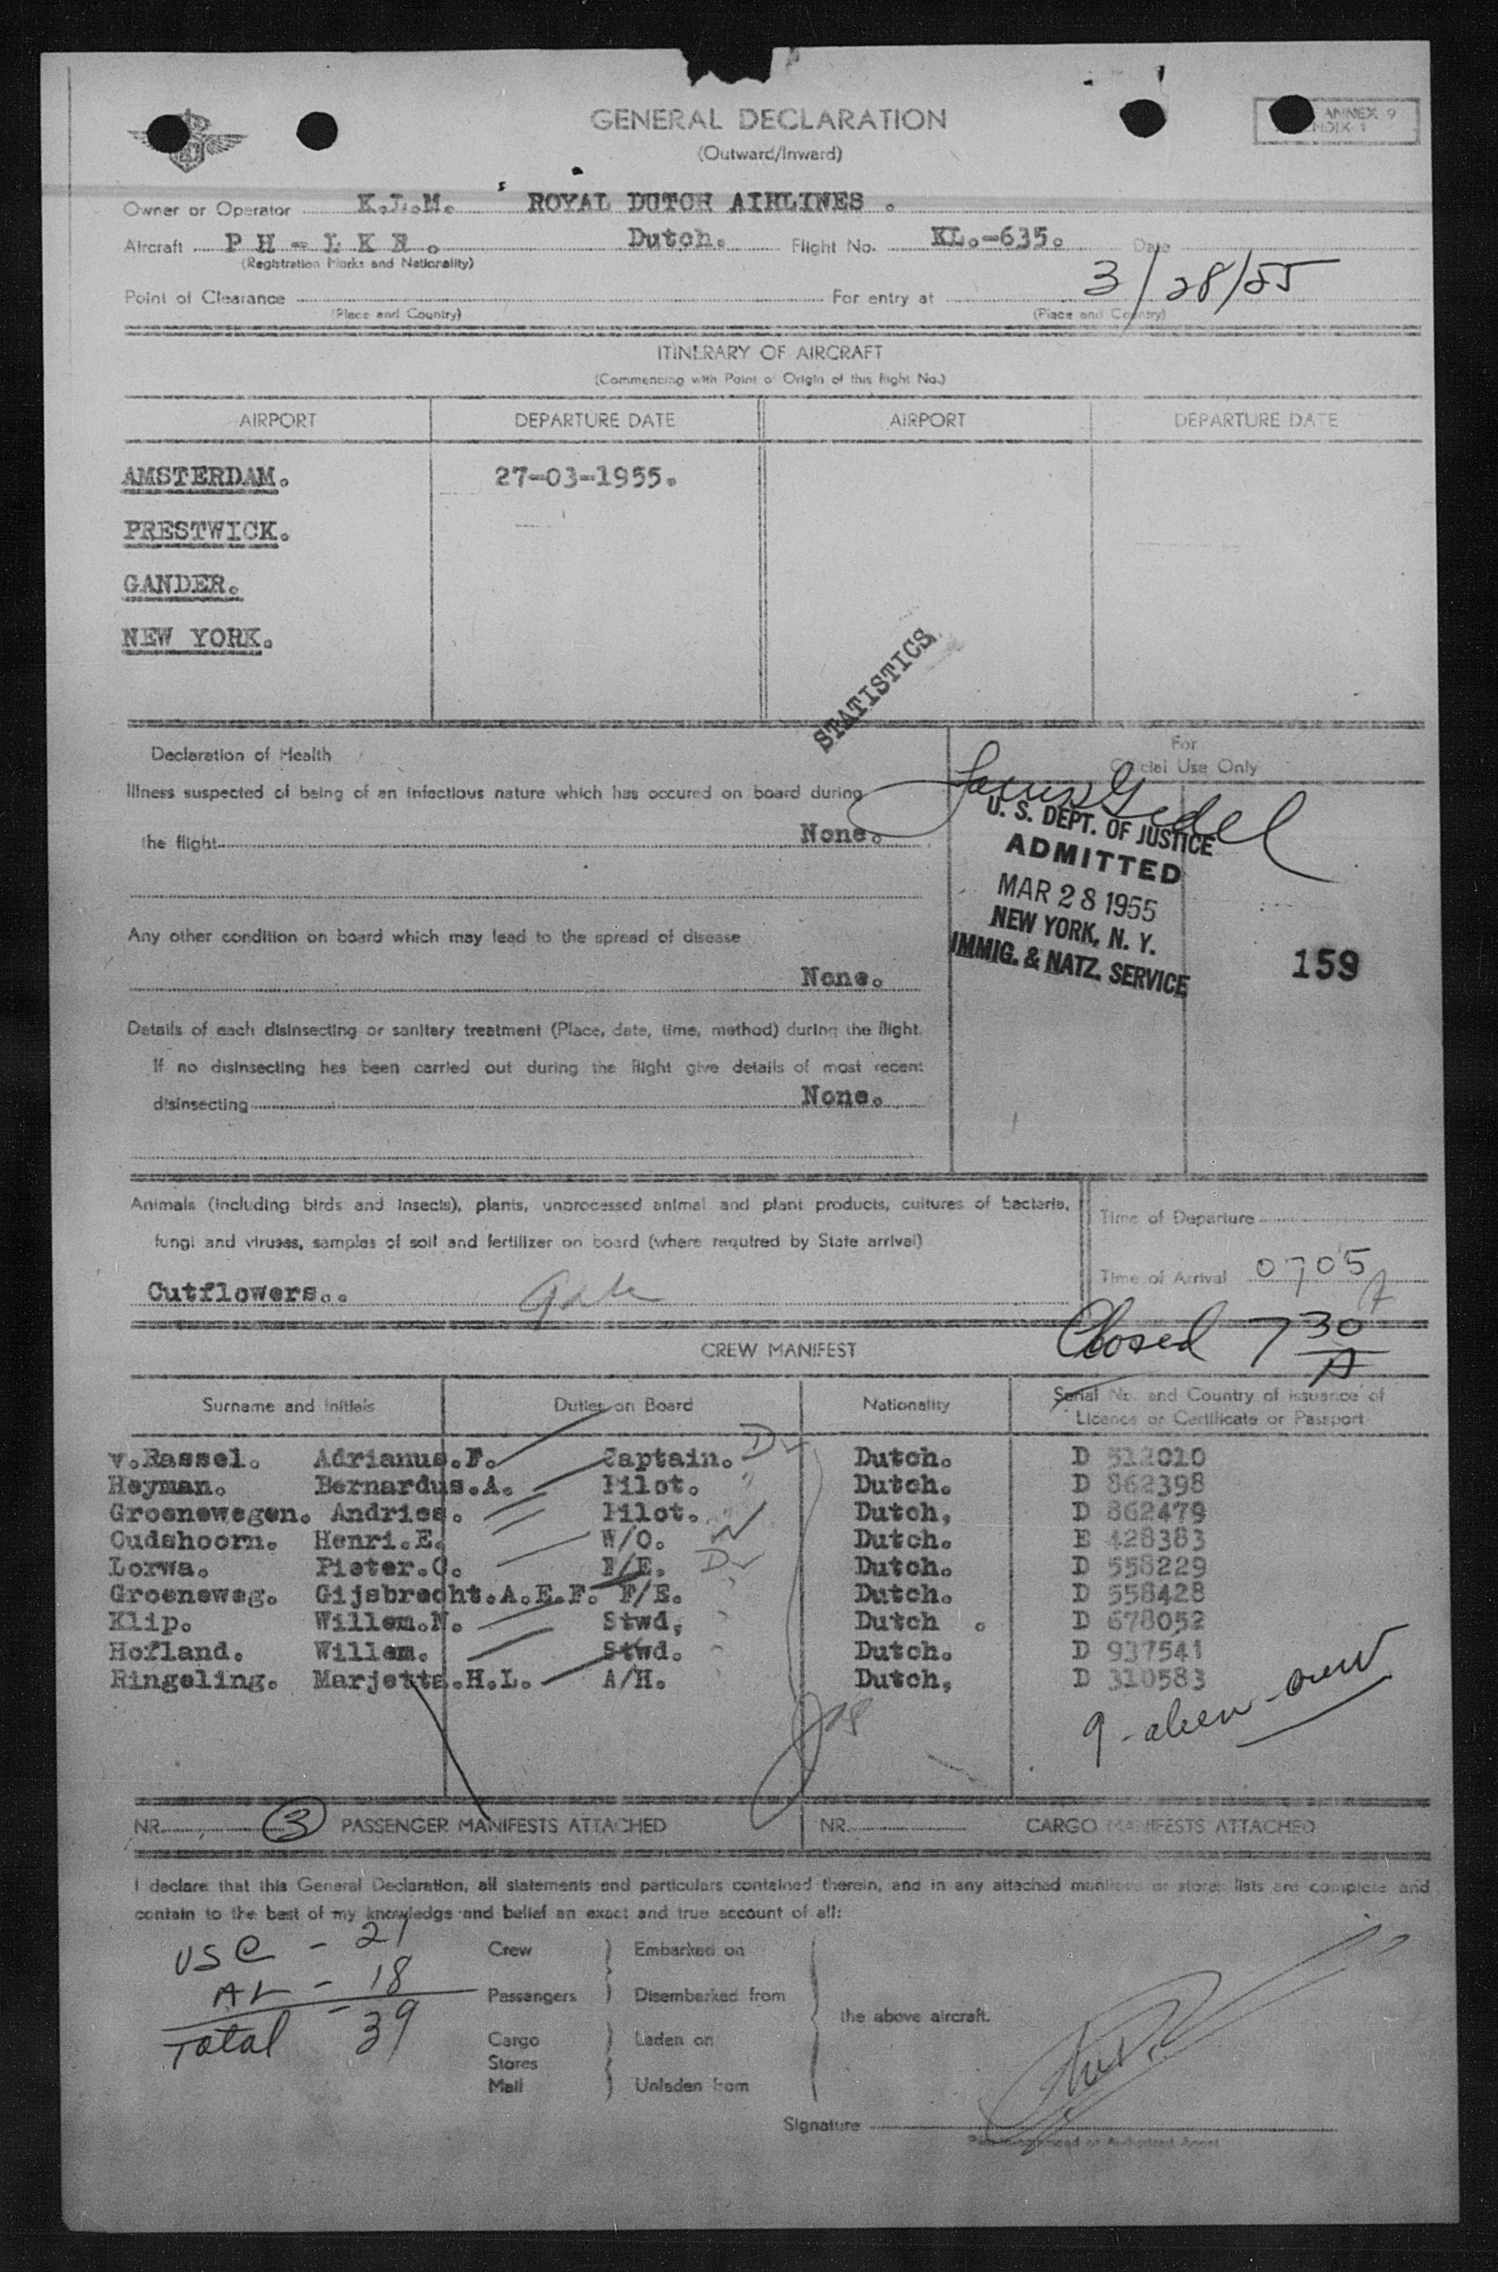 GENERAL DECLARATION
(Outward/Inward)
ANNEX 9
Owner or Operator K.L.M. ROYAL DUTCH AIRLINES .
Aircraft P H - L K R . Dutch. Flight No. KL.-635. Date
(Registration Marks and Nationality)
3/28/55
Point of Clearance For entry at
(Place and Country) (Place and Country)
ITINERARY OF AIRCRAFT
(Commencing with Point of Origin of this flight No.)
AIRPORT DEPARTURE DATE AIRPORT DEPARTURE DATE
AMSTERDAM. 27-03-1955.
PRESTWICK.
GANDER.
NEW YORK.
STATISTICS
Declaration of Health
For
Official Use Only
Illness suspected of being of an infectious nature which has occured on board during
the flight None.
U. S. DEPT. OF JUSTICE
ADMITTED
MAR 28 1955
NEW YORK, N. Y.
IMMIG. & NATZ. SERVICE
159
Any other condition on board which may lead to the spread of disease
None.
Details of each disinsecting or sanitary treatment (Place, date, time, method) during the flight.
If no disinsecting has been carried out during the flight give details of most recent
disinsecting None.
Animals (including birds and insects), plants, unprocessed animal and plant products, cultures of bacteria,
fungi and viruses, samples of soil and fertilizer on board (where required by State arrival)
Cutflowers..
Time of Departure
Time of Arrival 0705 A
Closed 7 30 A
CREW MANIFEST
Surname and Initials Duties on Board Nationality Serial No. and Country of issuance of
Licence or Certificate or Passport
v.Rassel. Adrianus.F. Captain. Dutch. D 512010
Heyman. Bernardus.A. Pilot. Dutch. D 862398
Groenewegen. Andries. Pilot. Dutch, D 862479
Oudshoorn. Henri.E. W/O. Dutch. E 428383
Lorwa. Pieter.C. F/E. Dutch. D 558229
Groeneweg. Gijsbrecht.A.E.F. F/E. Dutch. D 558428
Klip. Willem.N. Stwd, Dutch . D 678052
Hofland. Willem. Stwd. Dutch. D 937541
Ringeling. Marjetta.H.L. A/H. Dutch, D 310583
9 - alien - crew
NR. 3 PASSENGER MANIFESTS ATTACHED NR. CARGO MANIFESTS ATTACHED
I declare that this General Declaration, all statements and particulars contained therein, and in any attached manifests or stores lists are complete and
contain to the best of my knowledge and belief an exact and true account of all:
USC - 21
AL - 18
Total - 39
Crew Embarked on
Passengers Disembarked from
the above aircraft.
Cargo Laden on
Stores
Mail Unladen from
Signature